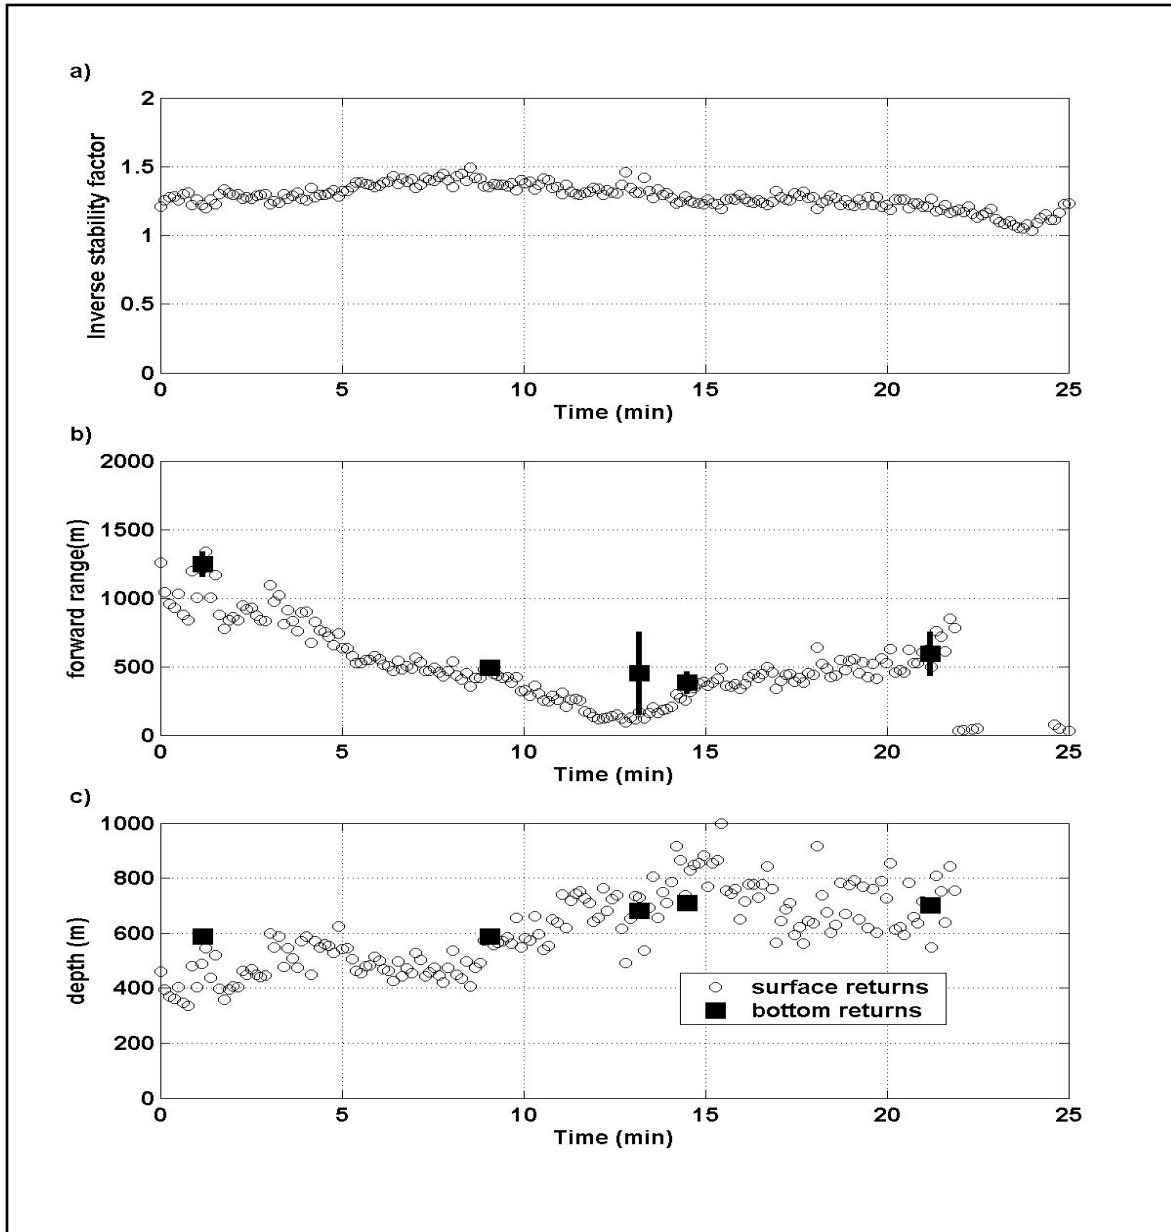 a)
Inverse stability factor
2
1.5
1
0.5
0
0 5 10 15 20 25
Time (min)
b)
forward range(m)
2000
1500
1000
500
0
0 5 10 15 20 25
Time (min)
c)
depth (m)
1000
800
600
400
200
0
surface returns
bottom returns
0 5 10 15 20 25
Time (min)